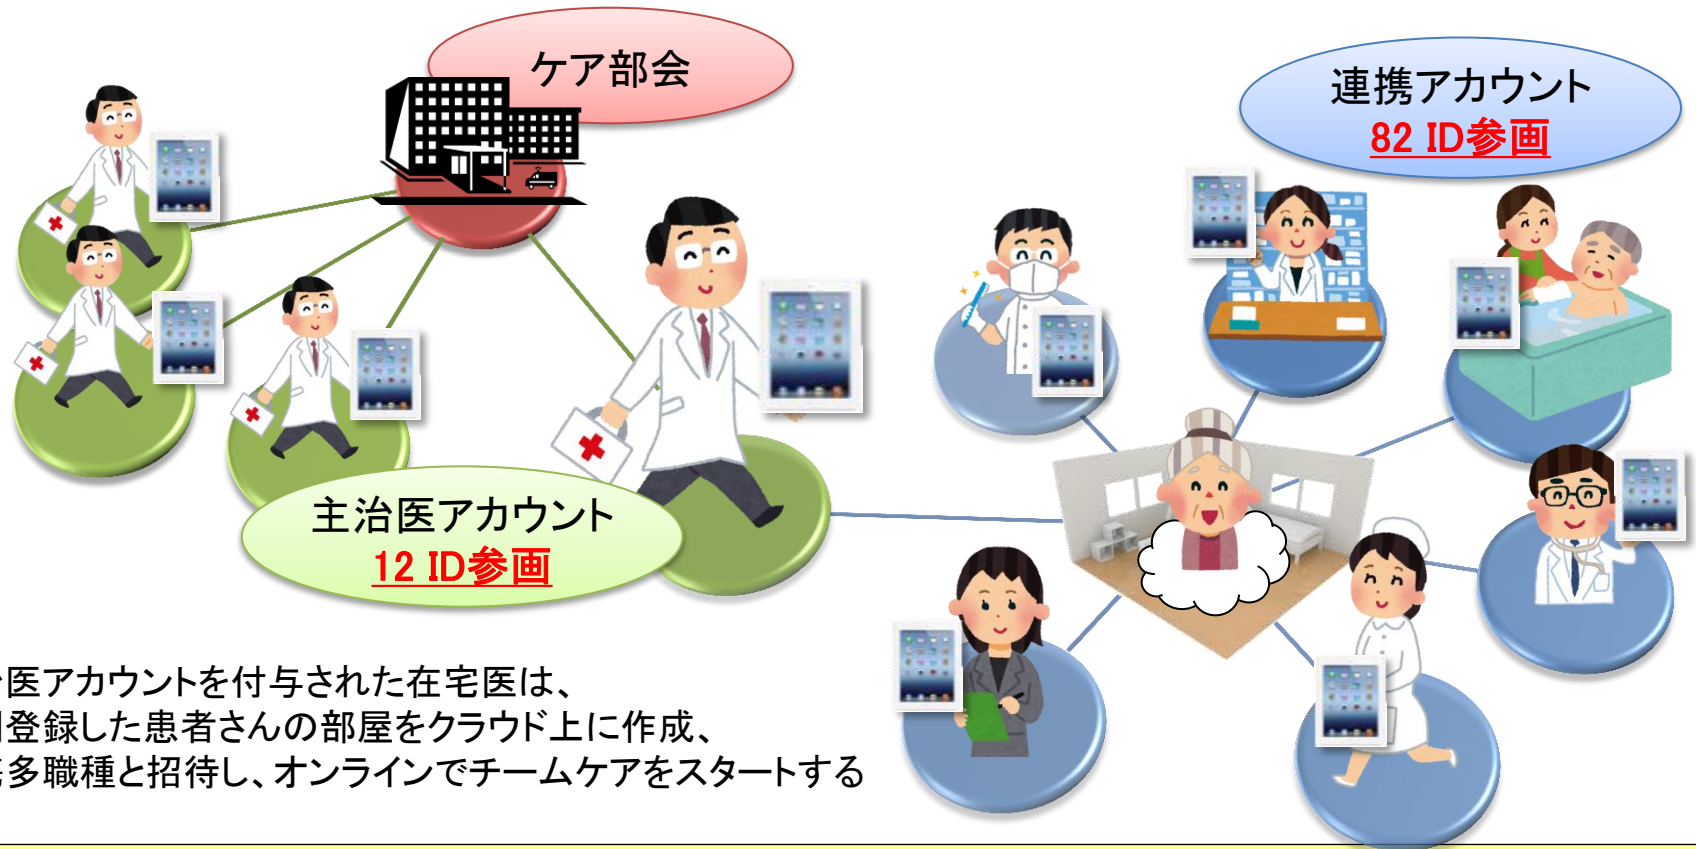 ケア部会
連携アカウント
82 ID参画
主治医アカウント
12 ID参画
医アカウントを付与された在宅医は、
登録した患者さんの部屋をクラウド上に作成、
多職種と招待し、オンラインでチームケアをスタートする